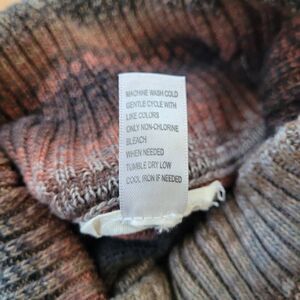 MACHINE WASH COLD
GENTLE CYCLE WITH
LIKE COLORS
ONLY NON-CHLORINE
BLEACH
WHEN NEEDED
TUMBLE DRY LOW
COOL IRON IF NEEDED